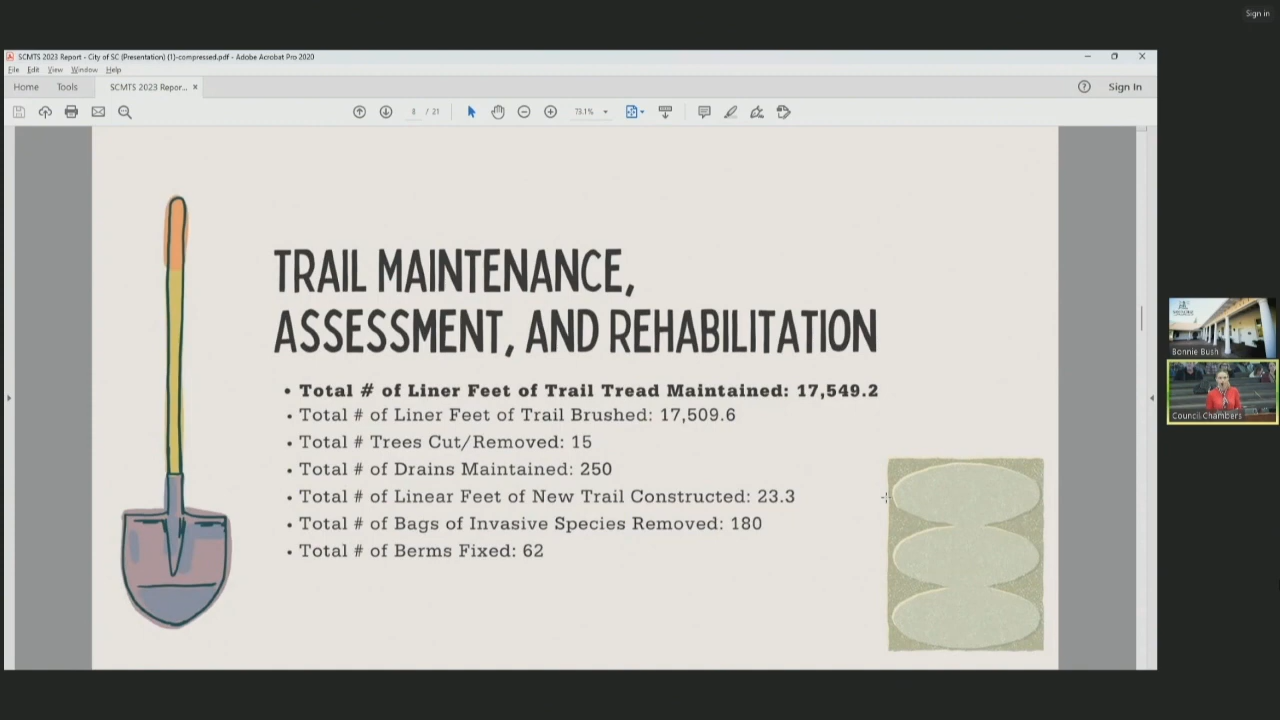 Sign in
SCMTS 2023 Report - City of SC (Presentation) (1)-compressed.pdf - Adobe Acrobat Pro 2020
File Edit View Window Help
Home Tools SCMTS 2023 Repor... × Sign In
8 / 21 73.1%
TRAIL MAINTENANCE,
ASSESSMENT, AND REHABILITATION
• Total # of Liner Feet of Trail Tread Maintained: 17,549.2
• Total # of Liner Feet of Trail Brushed: 17,509.6
• Total # Trees Cut/Removed: 15
• Total # of Drains Maintained: 250
• Total # of Linear Feet of New Trail Constructed: 23.3
• Total # of Bags of Invasive Species Removed: 180
• Total # of Berms Fixed: 62
Bonnie Bush
Council Chambers